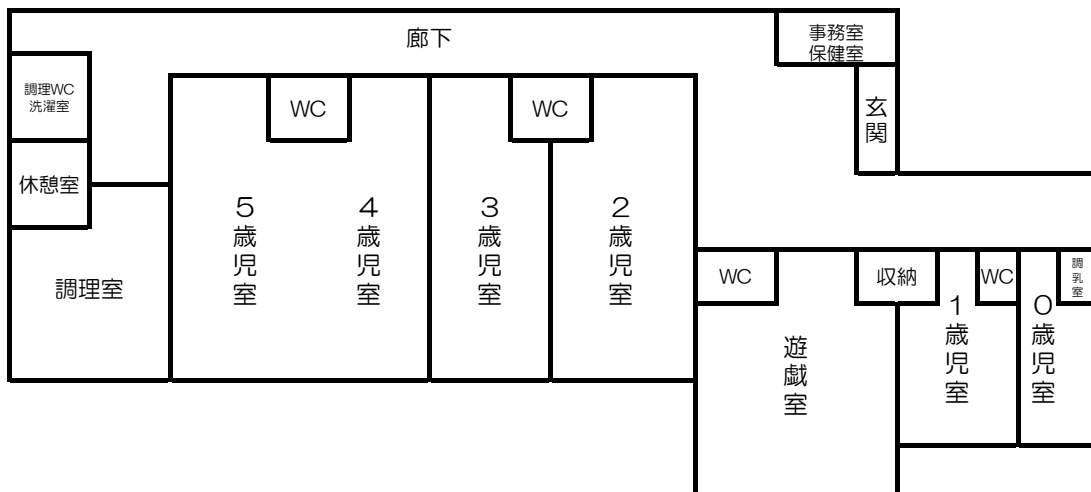 廊下
事務室
保健室
調理WC
洗濯室
WC
WC
玄関
休憩室
5歳児室
4歳児室
3歳児室
2歳児室
調理室
WC
収納
WC
調乳室
1歳児室
0歳児室
遊戯室